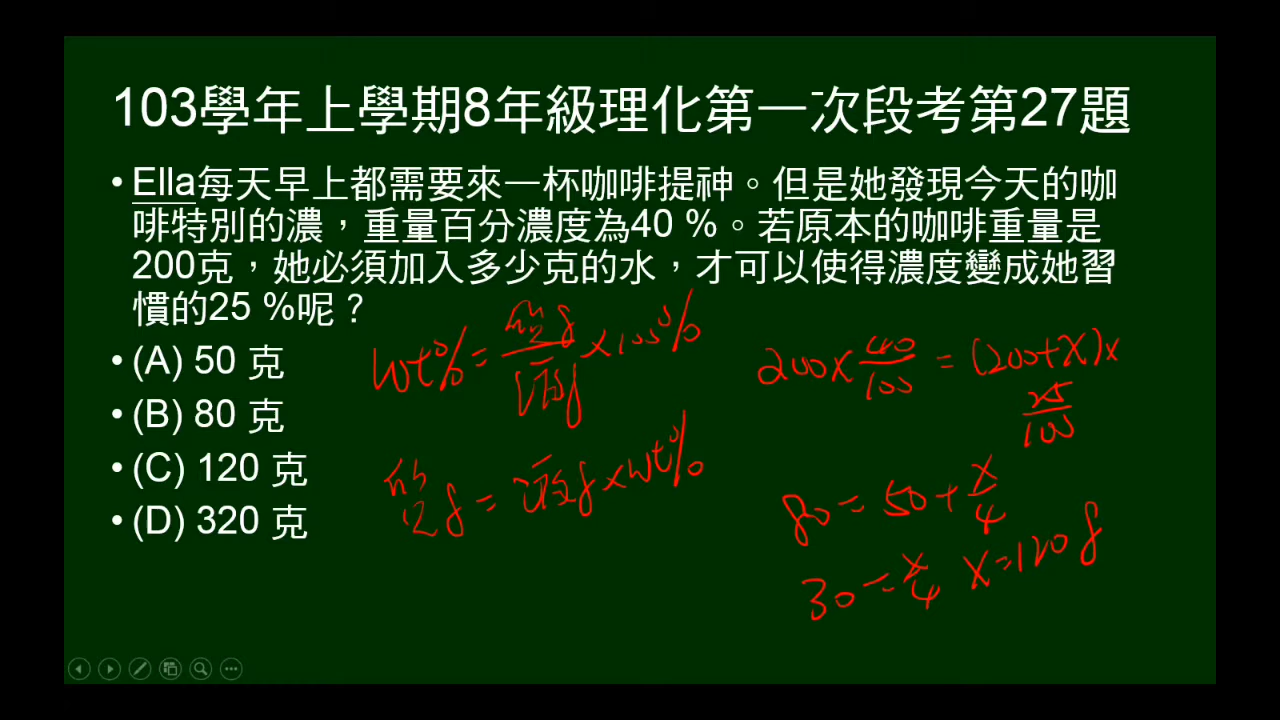 103學年上學期8年級理化第一次段考第27題
• Ella每天早上都需要來一杯咖啡提神。但是她發現今天的咖
啡特別的濃，重量百分濃度為40 %。若原本的咖啡重量是
200克，她必須加入多少克的水，才可以使得濃度變成她習
慣的25 %呢？
• (A) 50 克
• (B) 80 克
• (C) 120 克
• (D) 320 克
wt% = 質g / 液g × 100%
質g = 液g × wt%
200 × 40/100 = (200+X) × 25/100
80 = 50 + X/4
30 = X/4 X = 120 g